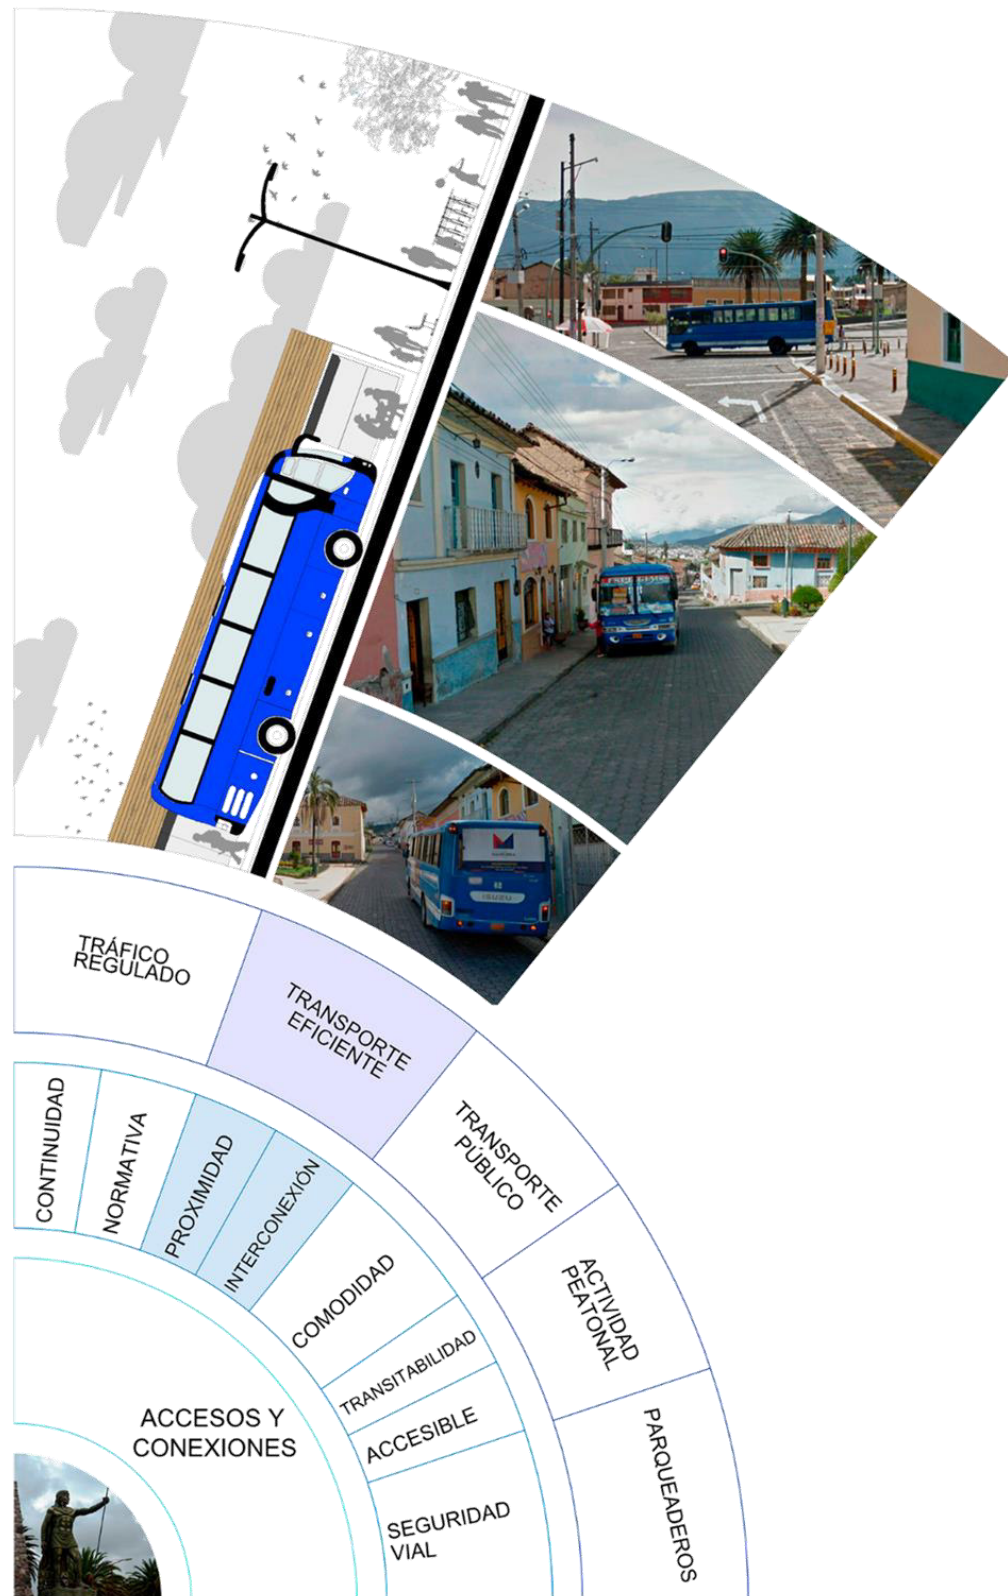 TRÁFICO
REGULADO
TRANSPORTE
EFICIENTE
TRANSPORTE
PÚBLICO
ACTIVIDAD
PEATONAL
PARQUEADEROS
CONTINUIDAD
NORMATIVA
PROXIMIDAD
INTERCONEXIÓN
COMODIDAD
TRANSITABILIDAD
ACCESIBLE
SEGURIDAD
VIAL
ACCESOS Y
CONEXIONES